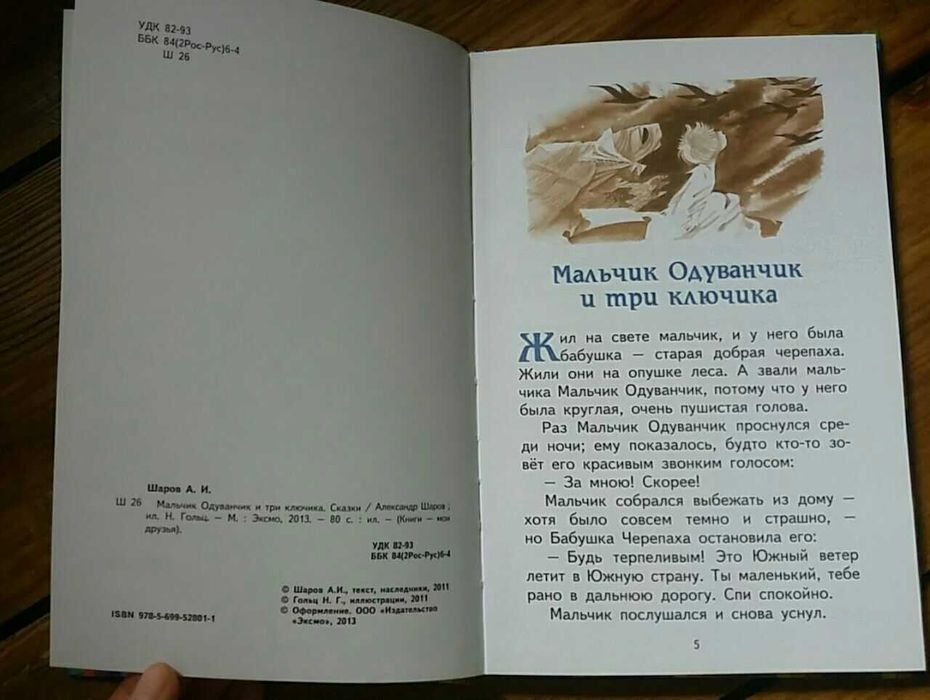 УДК 82-93
ББК 84(2Рос-Рус)6-4
Ш 26
Шаров А. И.
Ш 26 Мальчик Одуванчик и три ключика. Сказки / Александр Шаров ;
ил. Н. Гольц. – М. : Эксмо, 2013. – 80 с. : ил. – (Книги – мои
друзья).
УДК 82-93
ББК 84(2Рос-Рус)6-4
© Шаров А.И., текст, наследники, 2011
© Гольц Н. Г., иллюстрации, 2011
© Оформление. ООО «Издательство
«Эксмо», 2013
ISBN 978-5-699-52801-1
Мальчик Одуванчик
и три ключика
Жил на свете мальчик, и у него была
бабушка – старая добрая черепаха.
Жили они на опушке леса. А звали маль-
чика Мальчик Одуванчик, потому что у него
была круглая, очень пушистая голова.
Раз Мальчик Одуванчик проснулся сре-
ди ночи; ему показалось, будто кто-то зо-
вёт его красивым звонким голосом:
– За мною! Скорее!
Мальчик собрался выбежать из дому –
хотя было совсем темно и страшно, –
но Бабушка Черепаха остановила его:
– Будь терпеливым! Это Южный ветер
летит в Южную страну. Ты маленький, тебе
рано в дальнюю дорогу. Спи спокойно.
Мальчик послушался и снова уснул.
5